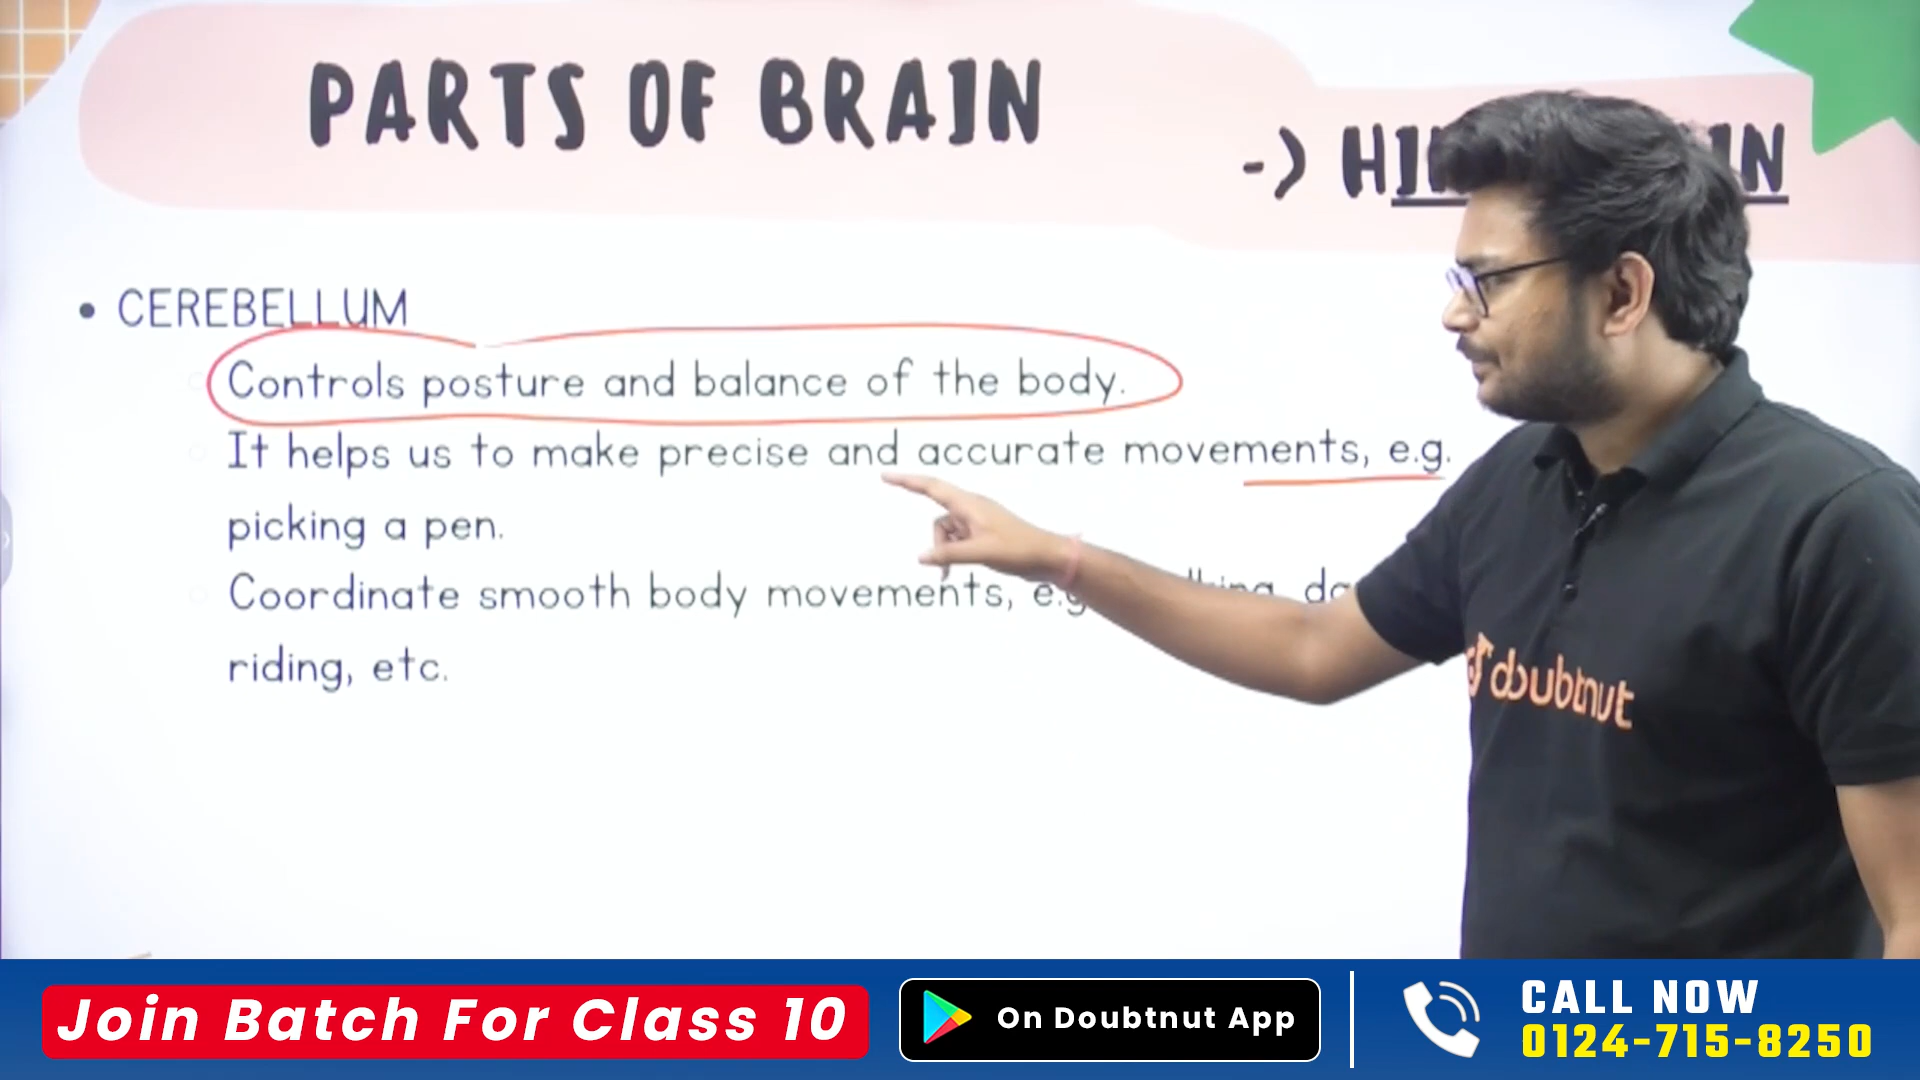 PARTS OF BRAIN
-) HI IN
• CEREBELLUM
Controls posture and balance of the body.
It helps us to make precise and accurate movements, e.g.
picking a pen.
Coordinate smooth body movements, e.g
riding, etc.
doubtnut
Join Batch For Class 10
On Doubtnut App
CALL NOW
0124-715-8250